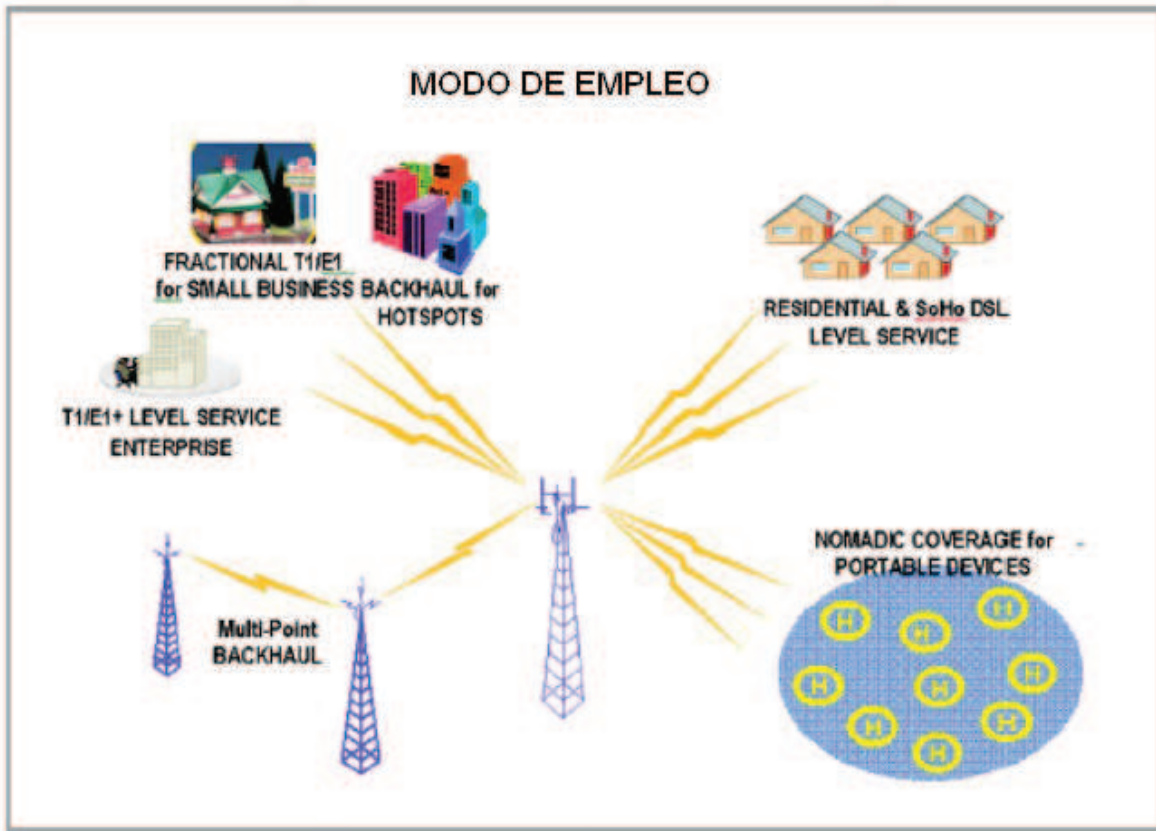 MODO DE EMPLEO
FRACTIONAL T1/E1
for SMALL BUSINESS
BACKHAUL for
HOTSPOTS
T1/E1+ LEVEL SERVICE
ENTERPRISE
RESIDENTIAL & SoHo DSL
LEVEL SERVICE
Multi-Point
BACKHAUL
NOMADIC COVERAGE for
PORTABLE DEVICES
H
H
H
H
H
H
H
H
H